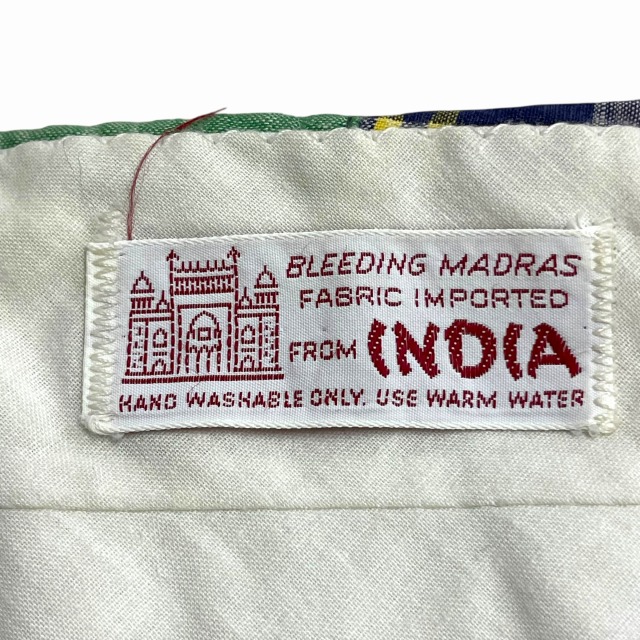 BLEEDING MADRAS
FABRIC IMPORTED
FROM INDIA
HAND WASHABLE ONLY. USE WARM WATER